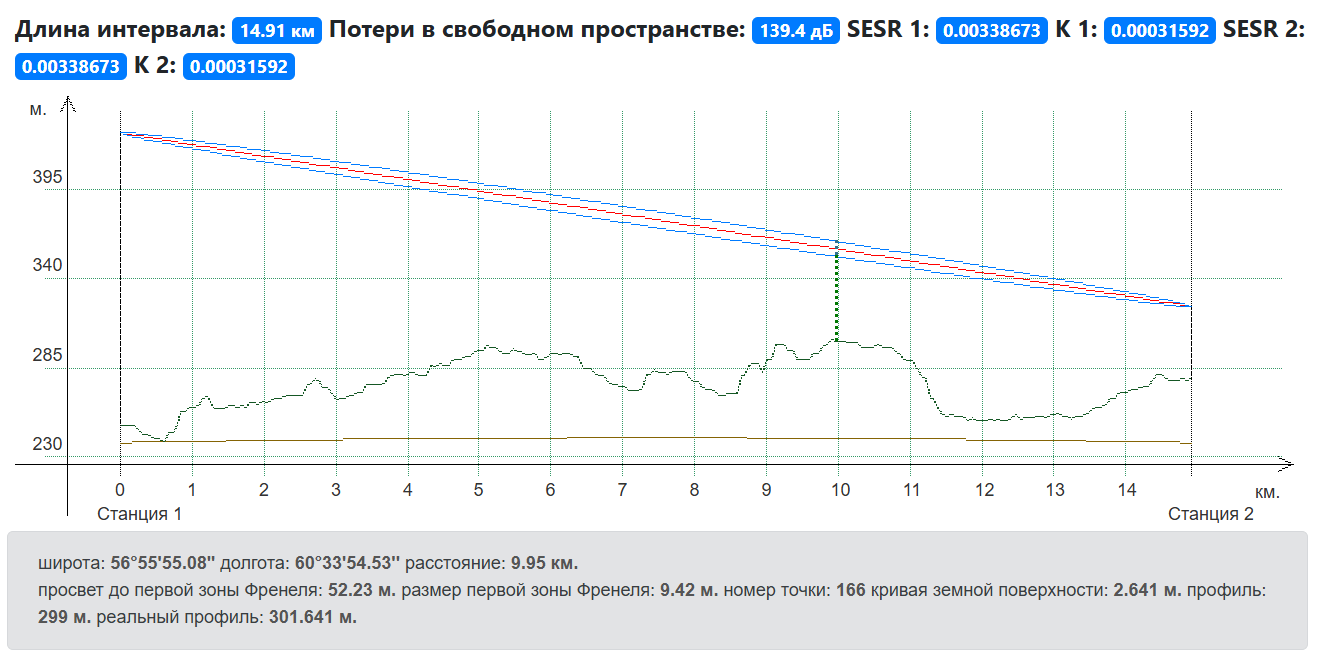 Длина интервала: 14.91 км Потери в свободном пространстве: 139.4 дБ SESR 1: 0.00338673 К 1: 0.00031592 SESR 2:
0.00338673 К 2: 0.00031592
м.
395
340
285
230
0 1 2 3 4 5 6 7 8 9 10 11 12 13 14 км.
Станция 1 Станция 2
широта: 56°55'55.08" долгота: 60°33'54.53" расстояние: 9.95 км.
просвет до первой зоны Френеля: 52.23 м. размер первой зоны Френеля: 9.42 м. номер точки: 166 кривая земной поверхности: 2.641 м. профиль:
299 м. реальный профиль: 301.641 м.